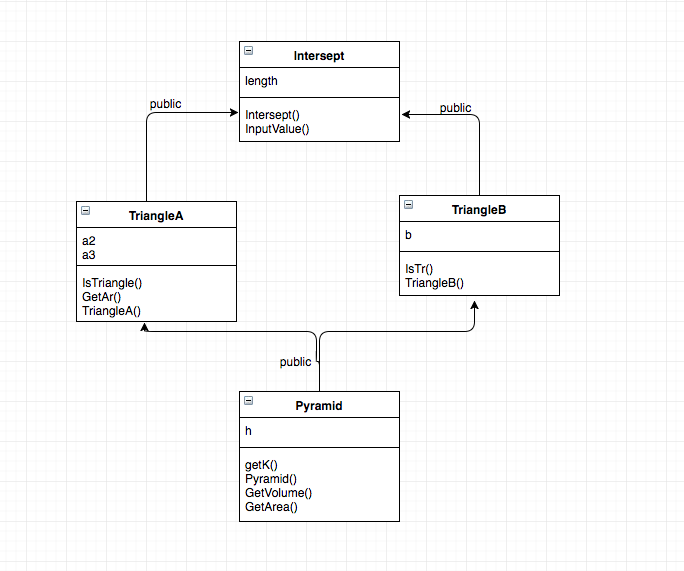 Intersept
length
Intersept()
InputValue()
public
public
TriangleA
a2
a3
IsTriangle()
GetAr()
TriangleA()
TriangleB
b
IsTr()
TriangleB()
public
Pyramid
h
getK()
Pyramid()
GetVolume()
GetArea()